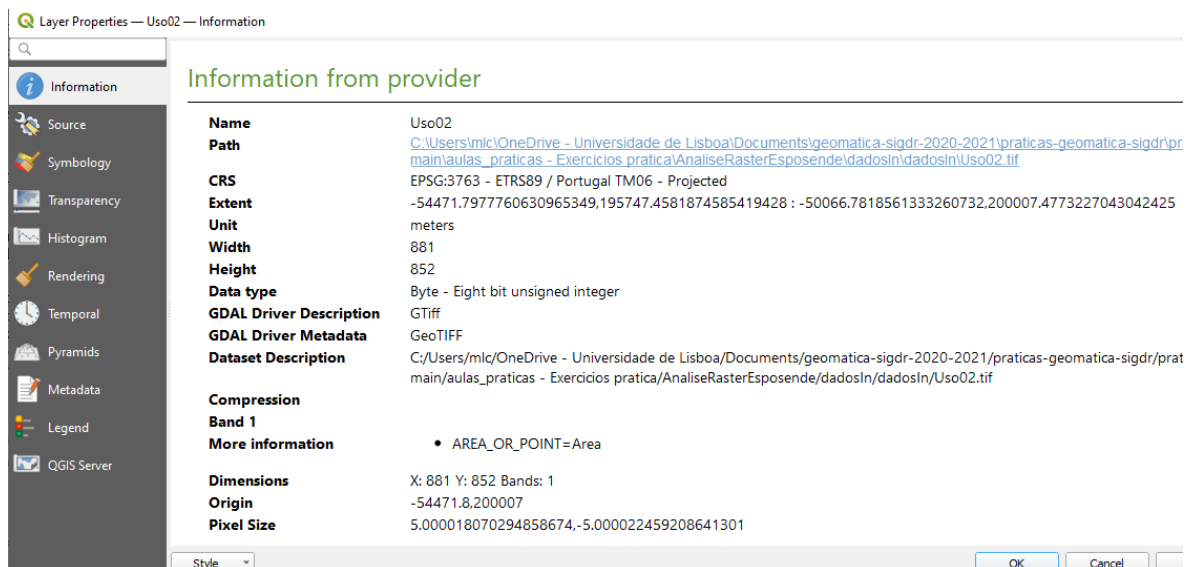 Layer Properties — Uso02 — Information
Information from provider
Information
Source
Symbology
Transparency
Histogram
Rendering
Temporal
Pyramids
Metadata
Legend
QGIS Server
Name Uso02
Path C:\Users\mlc\OneDrive - Universidade de Lisboa\Documents\geomatica-sigdr-2020-2021\praticas-geomatica-sigdr\pra
main\aulas_praticas - Exercicios pratica\AnaliseRasterEsposende\dadosIn\dadosIn\Uso02.tif
CRS EPSG:3763 - ETRS89 / Portugal TM06 - Projected
Extent -54471.7977760630965349,195747.4581874585419428 : -50066.7818561333260732,200007.4773227043042425
Unit meters
Width 881
Height 852
Data type Byte - Eight bit unsigned integer
GDAL Driver Description GTiff
GDAL Driver Metadata GeoTIFF
Dataset Description C:/Users/mlc/OneDrive - Universidade de Lisboa/Documents/geomatica-sigdr-2020-2021/praticas-geomatica-sigdr/prat
main/aulas_praticas - Exercicios pratica/AnaliseRasterEsposende/dadosIn/dadosIn/Uso02.tif
Compression
Band 1
More information • AREA_OR_POINT=Area
Dimensions X: 881 Y: 852 Bands: 1
Origin -54471.8,200007
Pixel Size 5.000018070294858674,-5.000022459208641301
Style OK Cancel